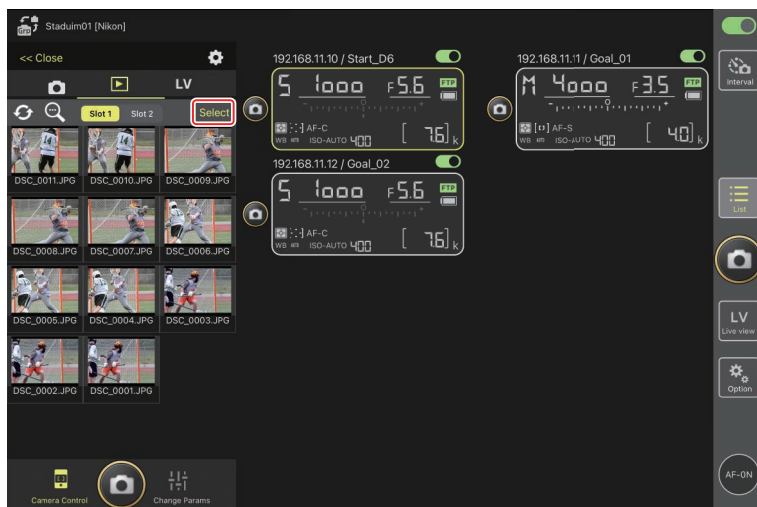 Grp Staduim01 [Nikon]
<< Close
LV
Slot 1 Slot 2 Select
DSC_0011.JPG DSC_0010.JPG DSC_0009.JPG
DSC_0008.JPG DSC_0007.JPG DSC_0006.JPG
DSC_0005.JPG DSC_0004.JPG DSC_0003.JPG
DSC_0002.JPG DSC_0001.JPG
Camera Control Change Params
192.168.11.10 / Start_D6
S 1000 F5.6 FTP
AF-C
WB ISO-AUTO 400 [ 7.6] k
192.168.11.11 / Goal_01
M 4000 F3.5 FTP
AF-S
WB ISO-AUTO 400 [ 4.0] k
192.168.11.12 / Goal_02
S 1000 F5.6 FTP
AF-C
WB ISO-AUTO 400 [ 7.6] k
Interval
List
LV
Live view
Option
AF-ON